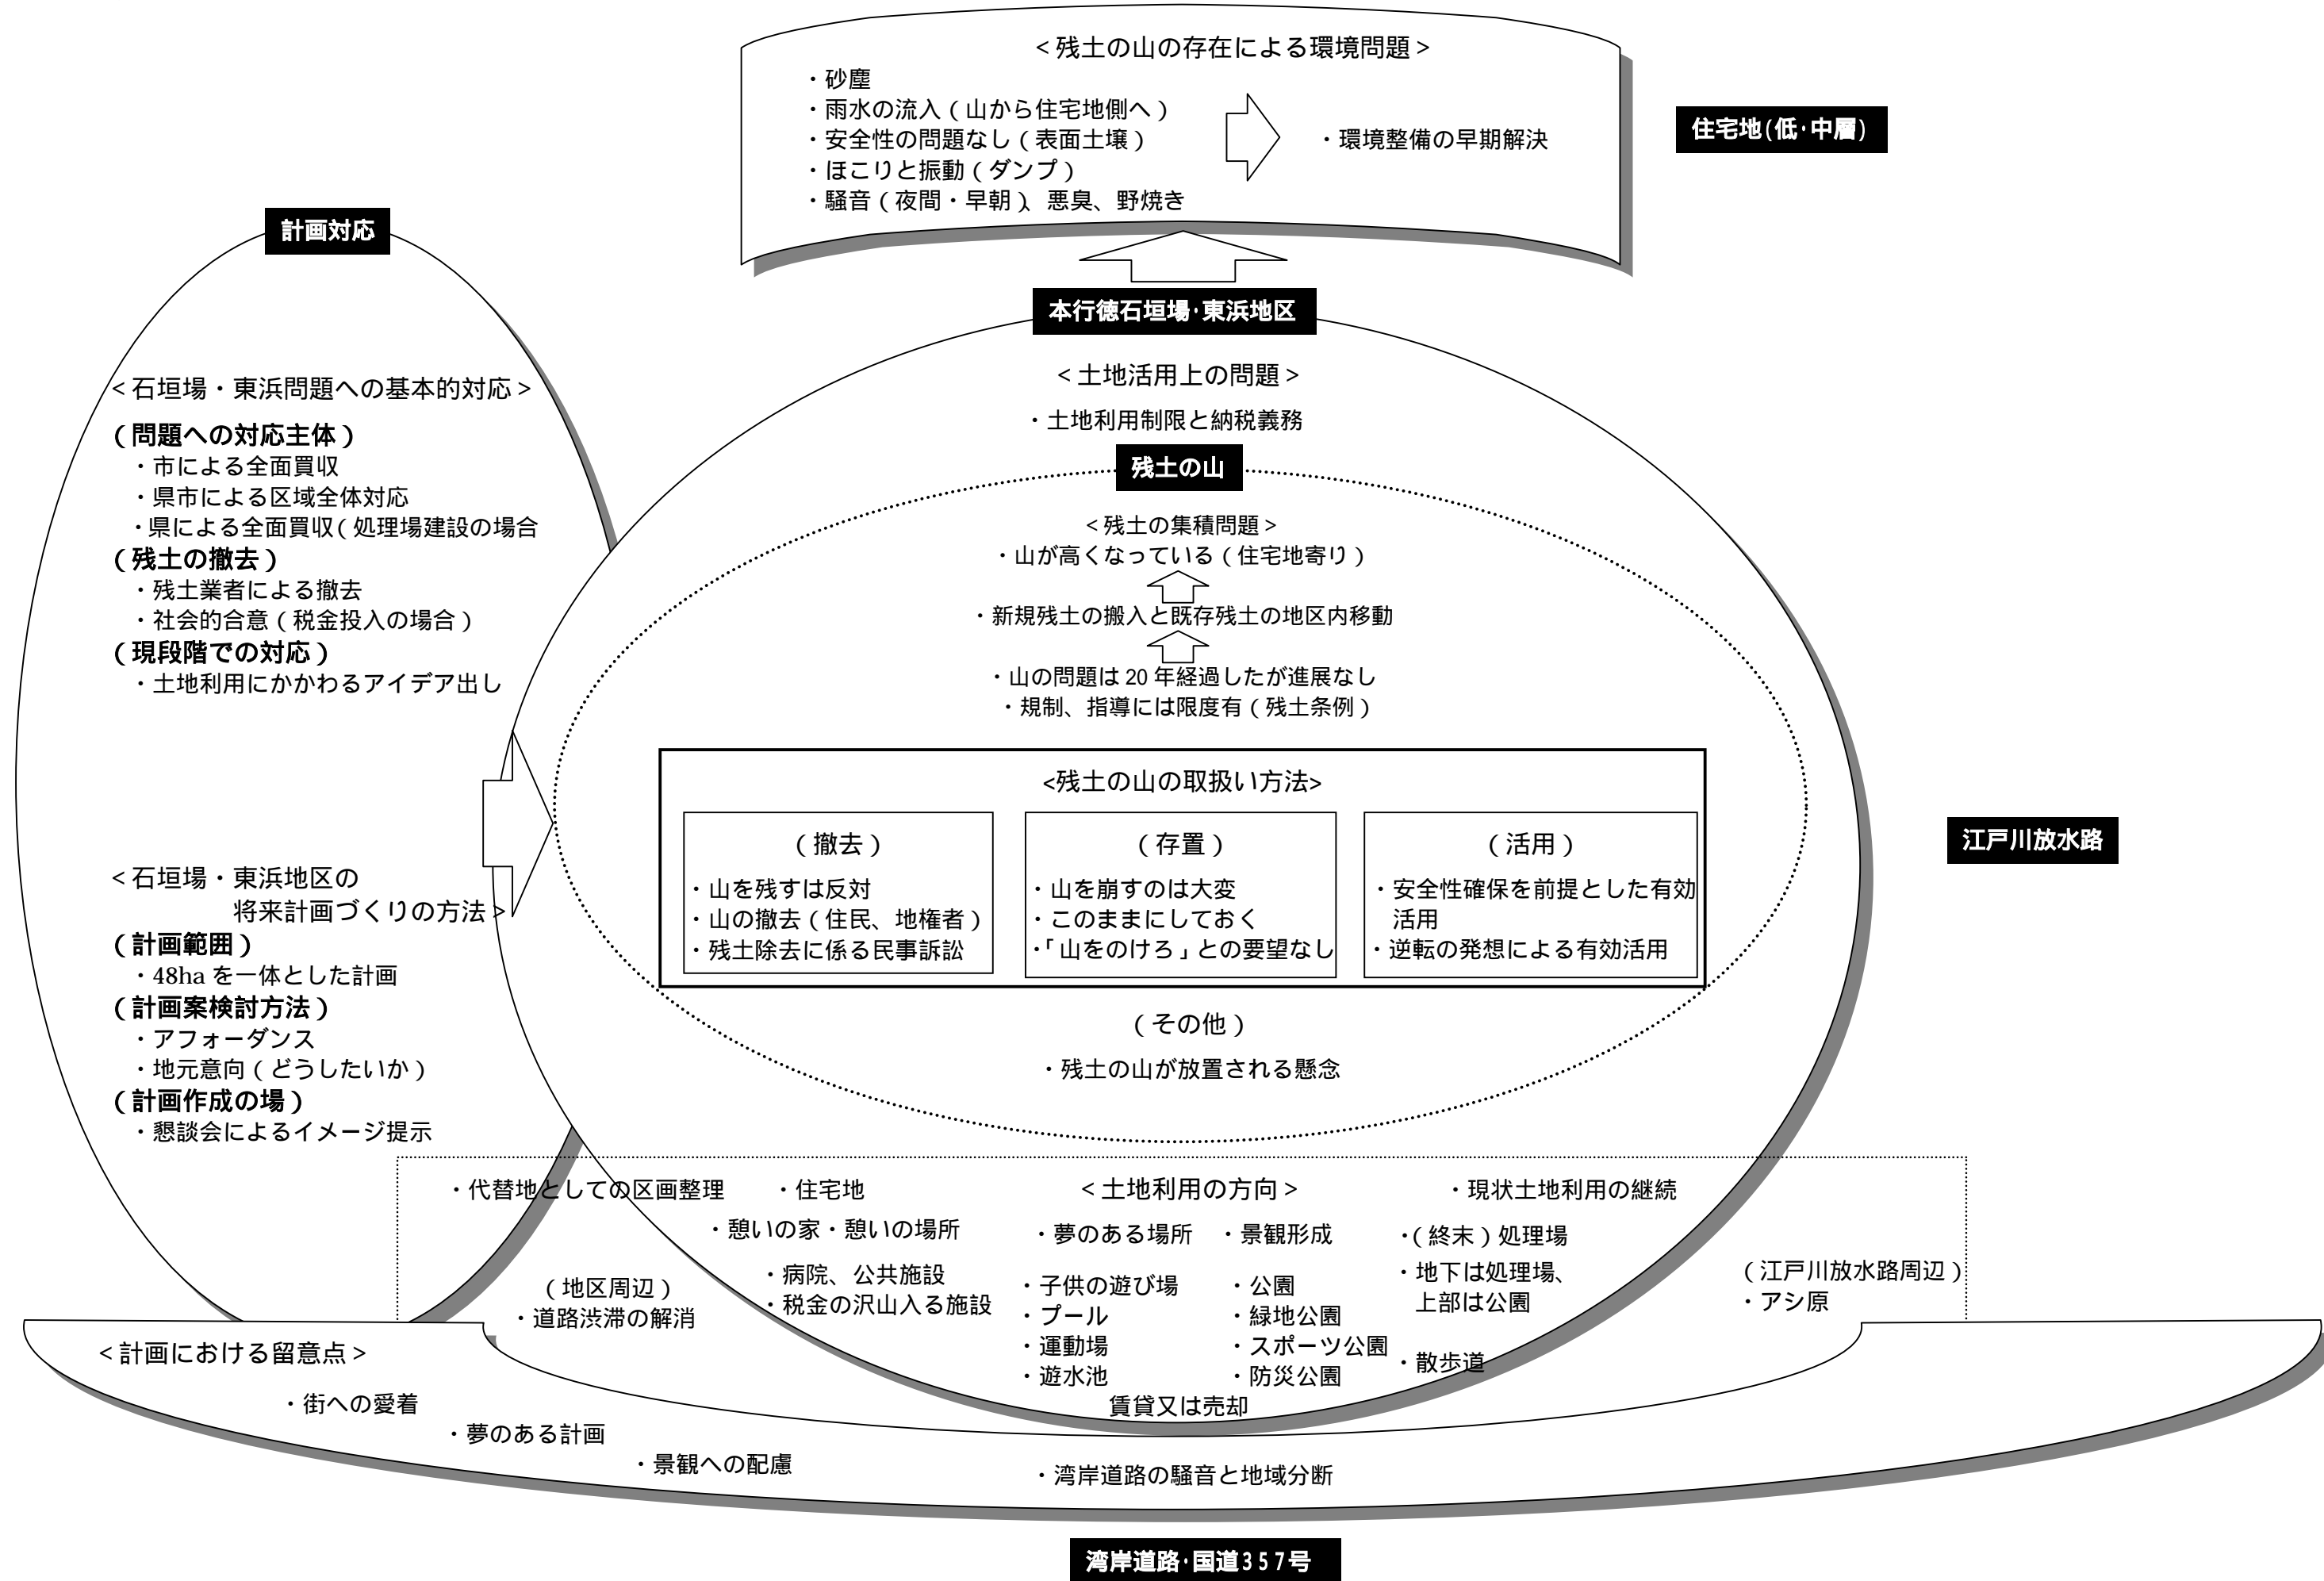 <残土の山の存在による環境問題>
・砂塵
・雨水の流入(山から住宅地側へ)
・安全性の問題なし(表面土壌)
・ほこりと振動(ダンプ)
・騒音(夜間・早朝)、悪臭、野焼き
・環境整備の早期解決
住宅地(低・中層)
計画対応
<石垣場・東浜問題への基本的対応>
(問題への対応主体)
・市による全面買収
・県市による区域全体対応
・県による全面買収(処理場建設の場合
(残土の撤去)
・残土業者による撤去
・社会的合意(税金投入の場合)
(現段階での対応)
・土地利用にかかわるアイデア出し
<石垣場・東浜地区の
将来計画づくりの方法>
(計画範囲)
・48ha を一体とした計画
(計画案検討方法)
・アフォーダンス
・地元意向(どうしたいか)
(計画作成の場)
・懇談会によるイメージ提示
本行徳石垣場・東浜地区
<土地活用上の問題>
・土地利用制限と納税義務
残土の山
<残土の集積問題>
・山が高くなっている(住宅地寄り)
・新規残土の搬入と既存残土の地区内移動
・山の問題は 20 年経過したが進展なし
・規制、指導には限度有(残土条例)
<残土の山の取扱い方法>
(撤去)
・山を残すは反対
・山の撤去(住民、地権者)
・残土除去に係る民事訴訟
(存置)
・山を崩すのは大変
・このままにしておく
・「山をのけろ」との要望なし
(活用)
・安全性確保を前提とした有効
活用
・逆転の発想による有効活用
(その他)
・残土の山が放置される懸念
江戸川放水路
<土地利用の方向>
・代替地としての区画整理
・住宅地
・現状土地利用の継続
・憩いの家・憩いの場所
・夢のある場所
・景観形成
・(終末)処理場
・病院、公共施設
・税金の沢山入る施設
・子供の遊び場
・プール
・運動場
・遊水池
・公園
・緑地公園
・スポーツ公園
・防災公園
・地下は処理場、
上部は公園
・散歩道
賃貸又は売却
(地区周辺)
・道路渋滞の解消
(江戸川放水路周辺)
・アシ原
<計画における留意点>
・街への愛着
・夢のある計画
・景観への配慮
・湾岸道路の騒音と地域分断
湾岸道路・国道357号